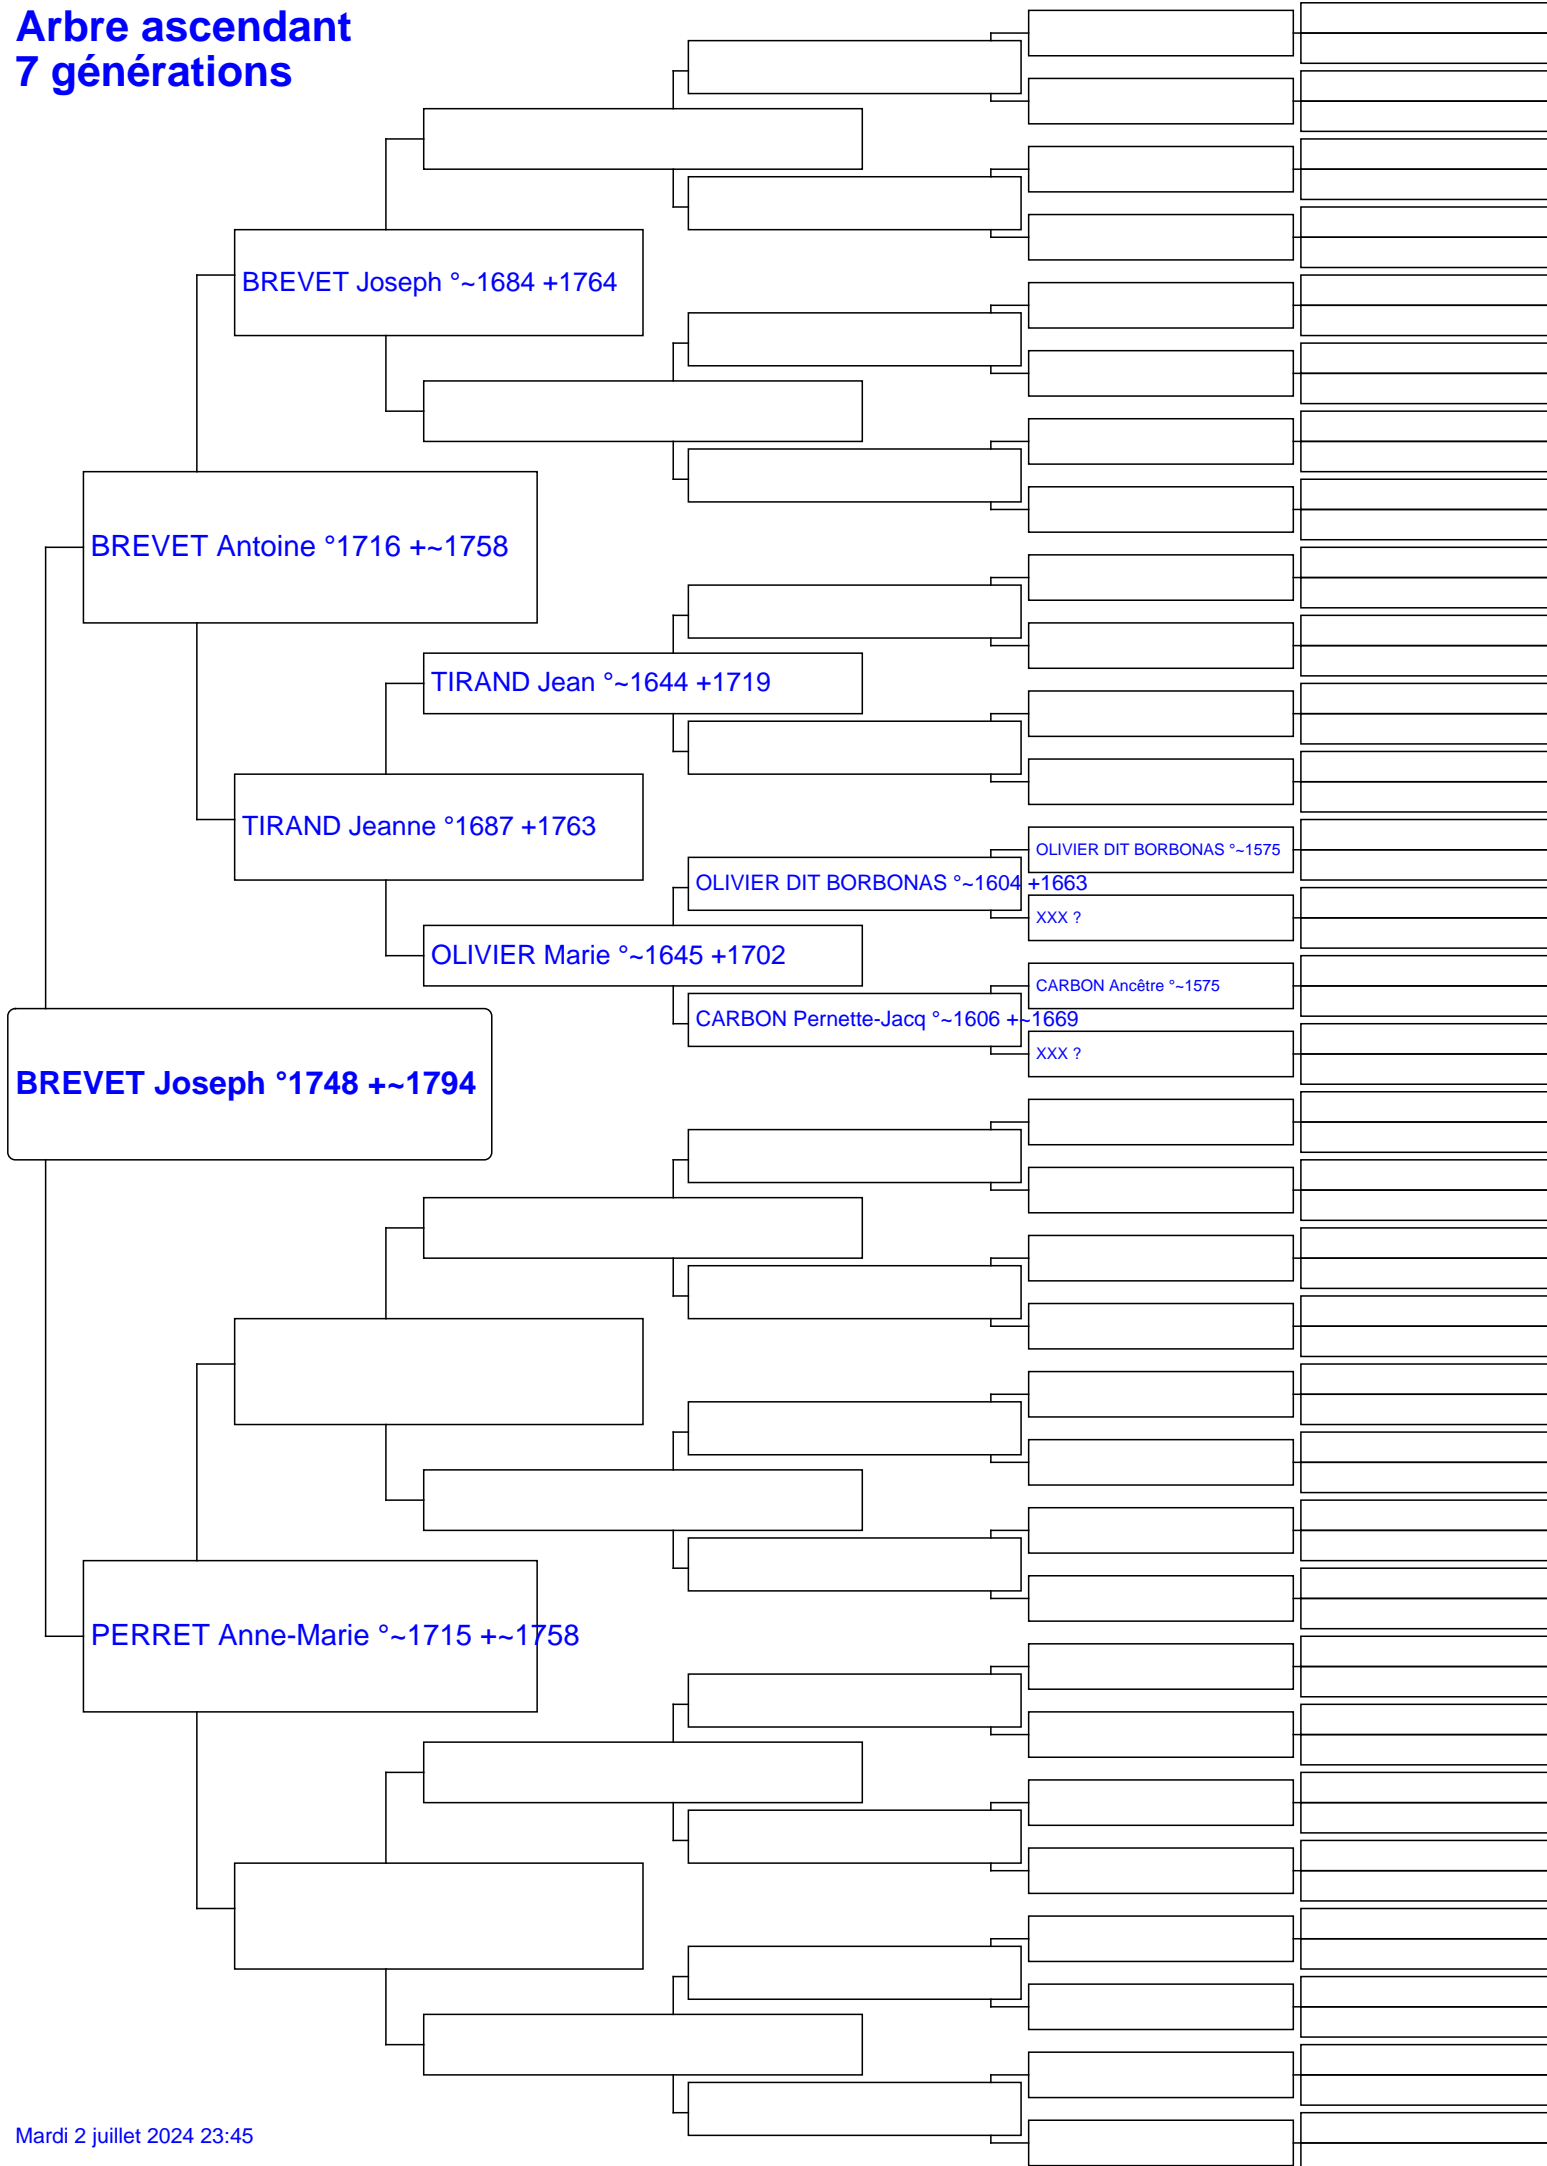 Arbre ascendant
7 générations
BREVET Joseph °~1684 +1764
BREVET Antoine °1716 +~1758
TIRAND Jean °~1644 +1719
TIRAND Jeanne °1687 +1763
OLIVIER DIT BORBONAS °~1575
OLIVIER DIT BORBONAS °~1604 +1663
XXX ?
OLIVIER Marie °~1645 +1702
CARBON Ancêtre °~1575
CARBON Pernette-Jacq °~1606 +~1669
XXX ?
BREVET Joseph °1748 +~1794
PERRET Anne-Marie °~1715 +~1758
Mardi 2 juillet 2024 23:45